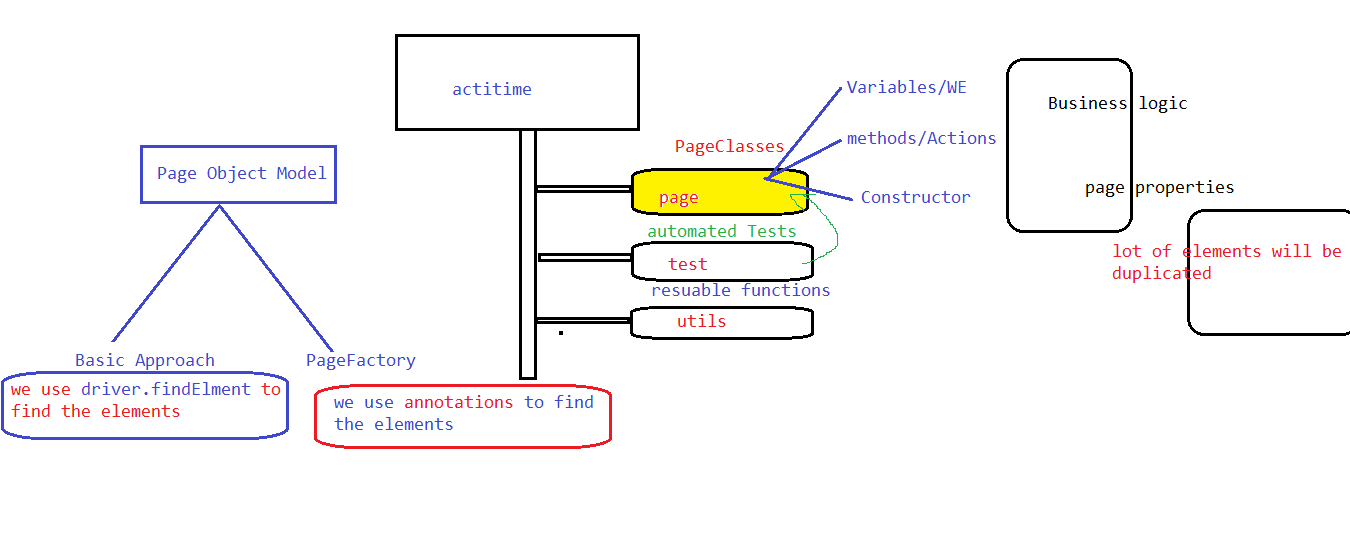 actitime
Page Object Model
Basic Approach
we use driver.findElment to
find the elements
PageFactory
we use annotations to find
the elements
PageClasses
page
automated Tests
test
resuable functions
utils
Variables/WE
methods/Actions
Constructor
Business logic
page properties
lot of elements will be
duplicated